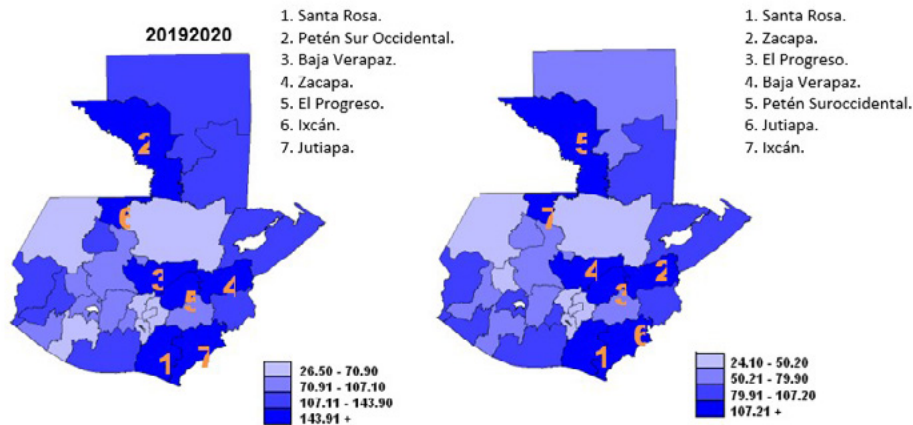 20192020
1. Santa Rosa.
2. Petén Sur Occidental.
3. Baja Verapaz.
4. Zacapa.
5. El Progreso.
6. Ixcán.
7. Jutiapa.
2
6
3
4
5
1
7
26.50 - 70.90
70.91 - 107.10
107.11 - 143.90
143.91 +
1. Santa Rosa.
2. Zacapa.
3. El Progreso.
4. Baja Verapaz.
5. Petén Suroccidental.
6. Jutiapa.
7. Ixcán.
5
7
4
2
3
6
1
24.10 - 50.20
50.21 - 79.90
79.91 - 107.20
107.21 +